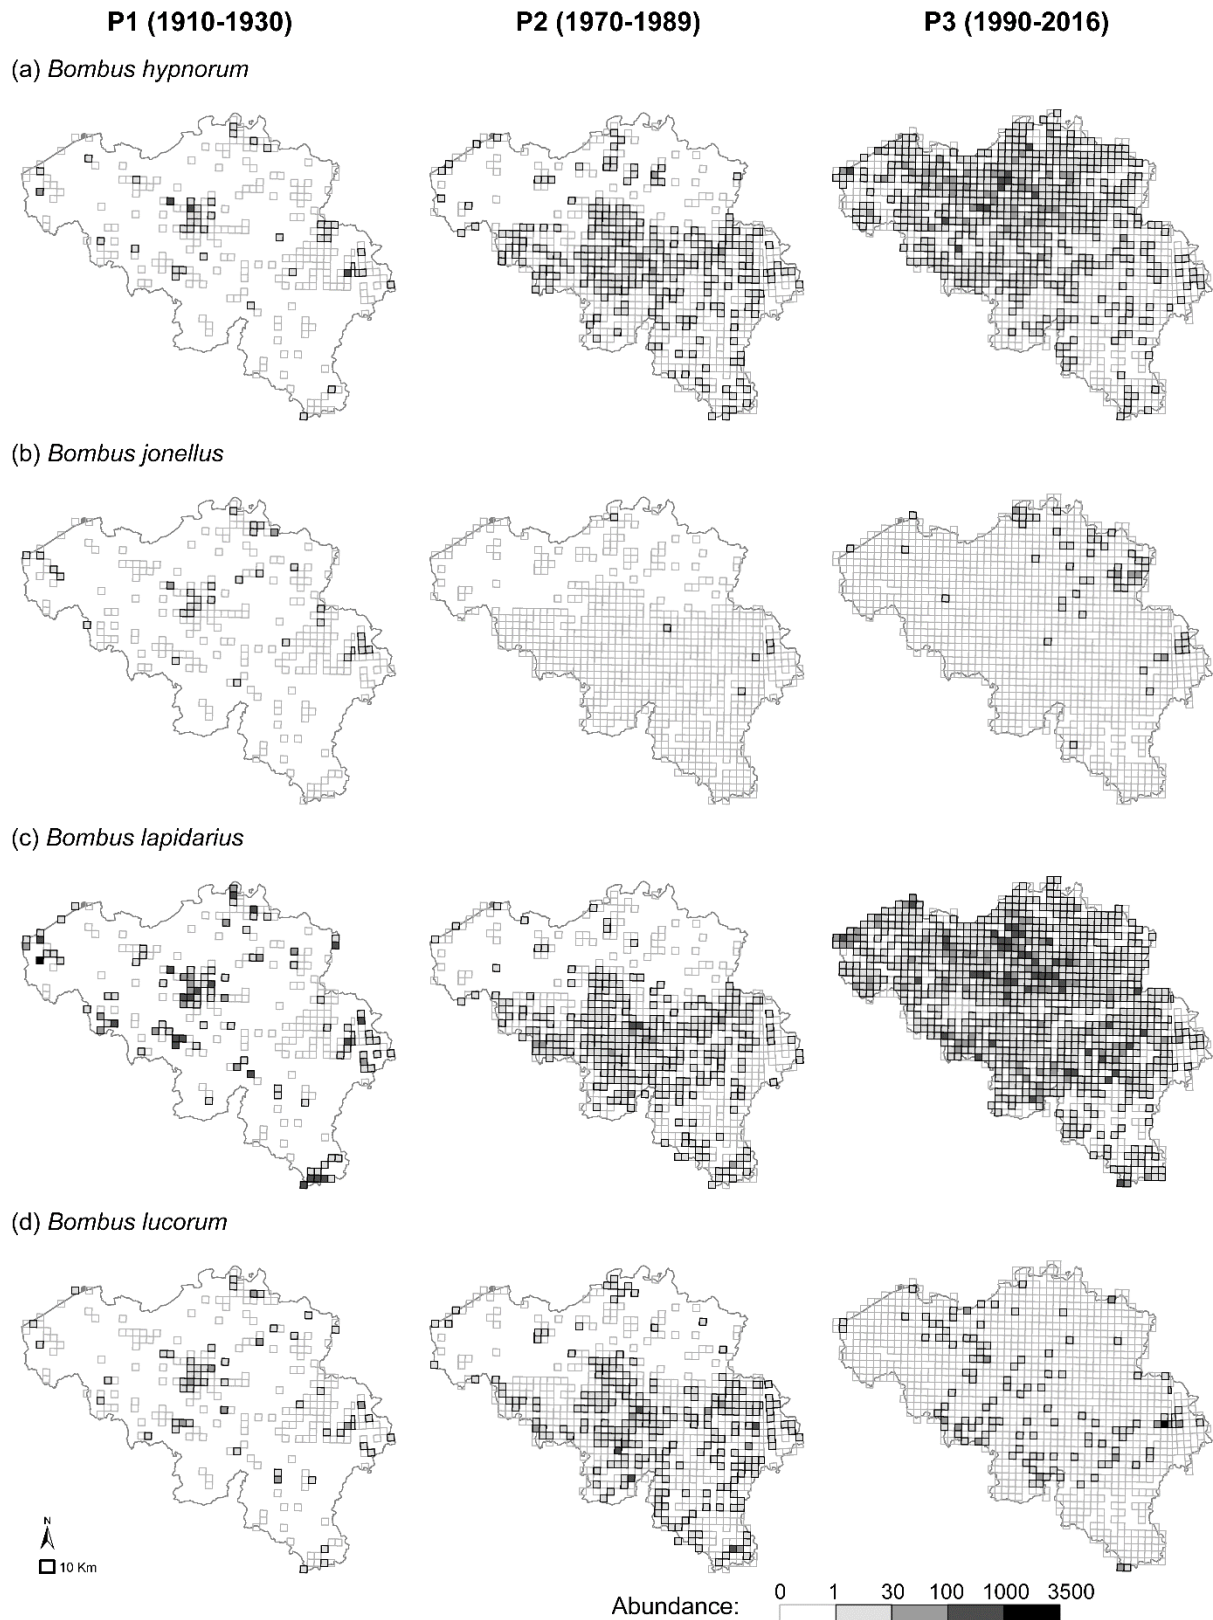 P1 (1910-1930) P2 (1970-1989) P3 (1990-2016)
(a) Bombus hypnorum
(b) Bombus jonellus
(c) Bombus lapidarius
(d) Bombus lucorum
N
10 Km
0 1 30 100 1000 3500
Abundance: